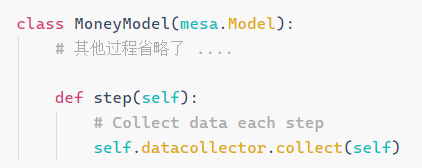 class MoneyModel(mesa.Model):
# 其他过程省略了 ....
def step(self):
# Collect data each step
self.datacollector.collect(self)